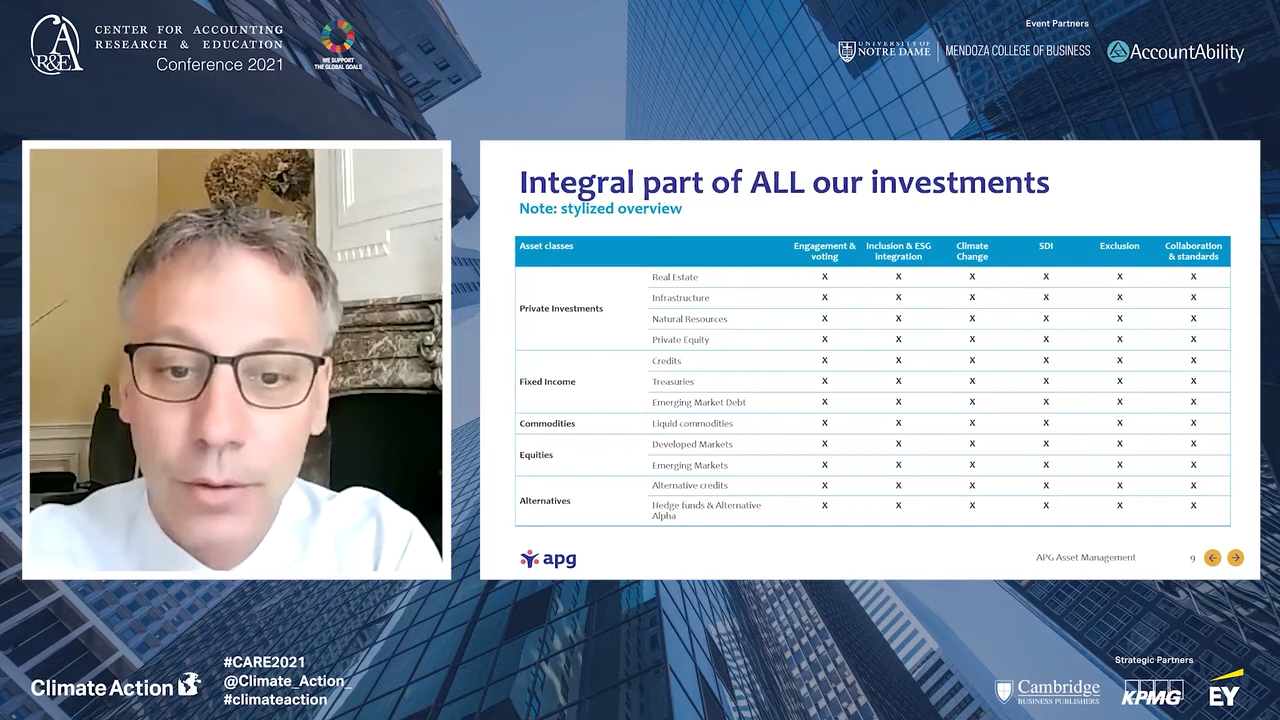 CENTER FOR ACCOUNTING
RESEARCH & EDUCATION
Conference 2021
CA
R&E
WE SUPPORT
THE GLOBAL GOALS
Event Partners
UNIVERSITY OF
NOTRE DAME
MENDOZA COLLEGE OF BUSINESS
AccountAbility
Integral part of ALL our investments
Note: stylized overview
Asset classes Engagement & voting Inclusion & ESG integration Climate Change SDI Exclusion Collaboration & standards
Private Investments
Real Estate X X X X X X
Infrastructure X X X X X X
Natural Resources X X X X X X
Private Equity X X X X X X
Fixed Income
Credits X X X X X X
Treasuries X X X X X X
Emerging Market Debt X X X X X X
Commodities
Liquid commodities X X X X X X
Equities
Developed Markets X X X X X X
Emerging Markets X X X X X X
Alternatives
Alternative credits X X X X X X
Hedge funds & Alternative Alpha X X X X X X
apg
APG Asset Management 9
Climate Action
#CARE2021
@Climate_Action_
#climateaction
Strategic Partners
Cambridge
BUSINESS PUBLISHERS
KPMG
EY